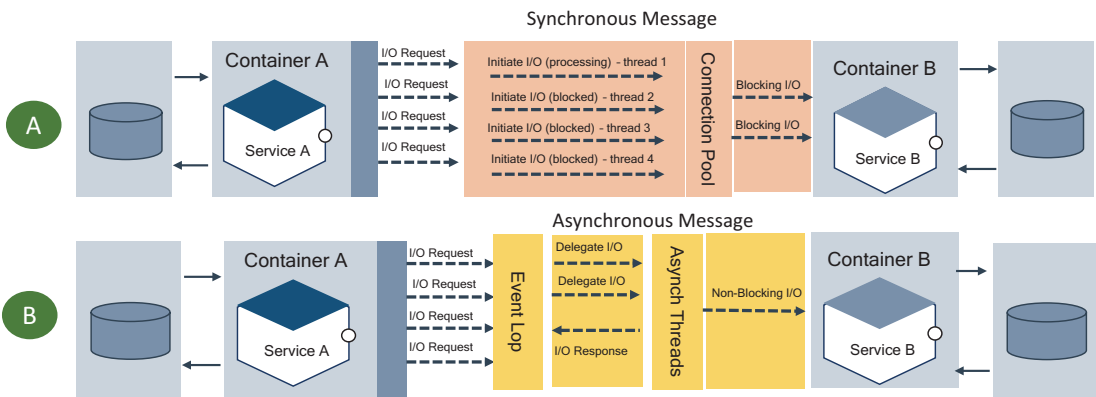 Synchronous Message
A
Container A
Service A
I/O Request
I/O Request
I/O Request
I/O Request
Initiate I/O (processing) - thread 1
Initiate I/O (blocked) - thread 2
Initiate I/O (blocked) - thread 3
Initiate I/O (blocked) - thread 4
Connection Pool
Blocking I/O
Blocking I/O
Container B
Service B
Asynchronous Message
B
Container A
Service A
I/O Request
I/O Request
I/O Request
I/O Request
Event Lop
Delegate I/O
Delegate I/O
I/O Response
Asynch Threads
Non-Blocking I/O
Container B
Service B